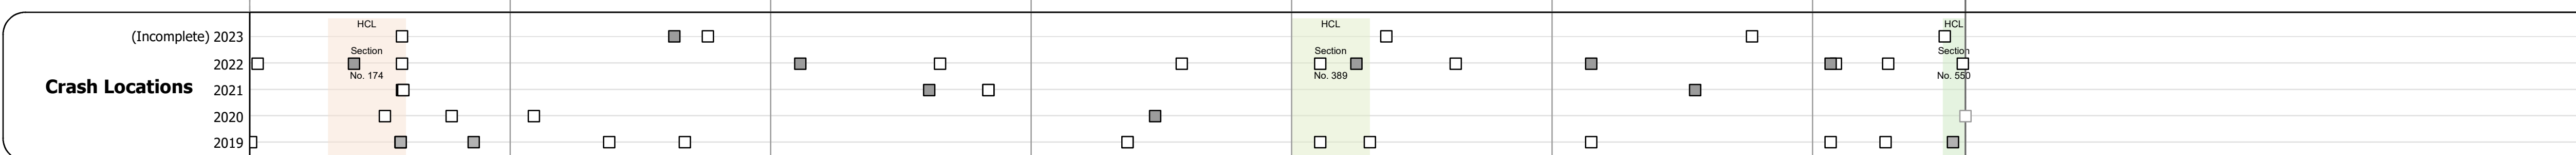 Crash Locations
(Incomplete) 2023
2022
2021
2020
2019
HCL
Section
No. 174
HCL
Section
No. 389
HCL
Section
No. 550